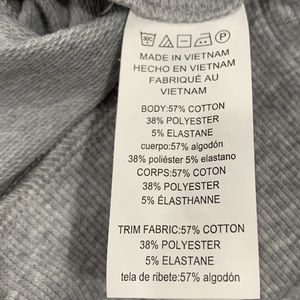 30C
MADE IN VIETNAM
HECHO EN VIETNAM
FABRIQUÉ AU
VIETNAM
BODY:57% COTTON
38% POLYESTER
5% ELASTANE
cuerpo:57% algodón
38% poliéster 5% elastano
CORPS:57% COTON
38% POLYESTER
5% ÉLASTHANNE
TRIM FABRIC:57% COTTON
38% POLYESTER
5% ELASTANE
tela de ribete:57% algodón